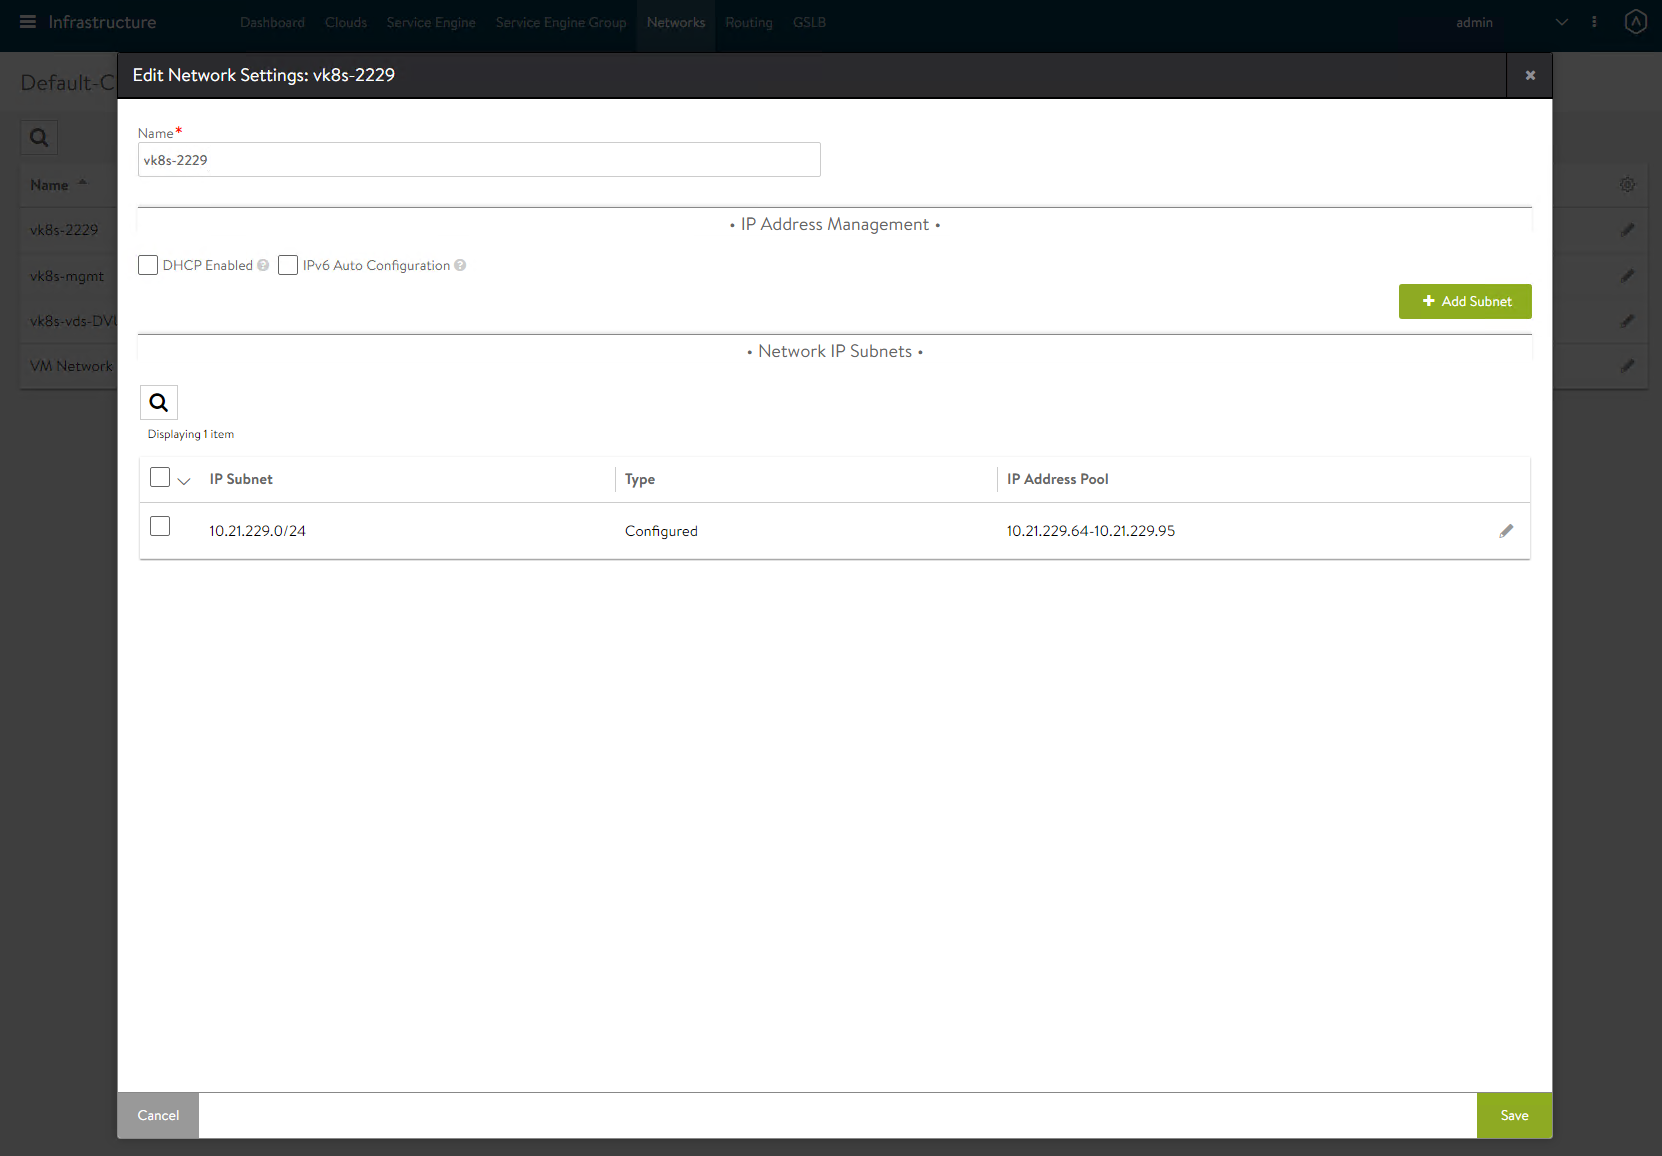 Infrastructure
Dashboard
Clouds
Service Engine
Service Engine Group
Networks
Routing
GSLB
admin
Default-C
Edit Network Settings: vk8s-2229
Name*
vk8s-2229
Name
vk8s-2229
vk8s-mgmt
vk8s-vds-DVU
VM Network
• IP Address Management •
DHCP Enabled
IPv6 Auto Configuration
+ Add Subnet
• Network IP Subnets •
Displaying 1 item
IP Subnet Type IP Address Pool
10.21.229.0/24 Configured 10.21.229.64-10.21.229.95
Cancel
Save